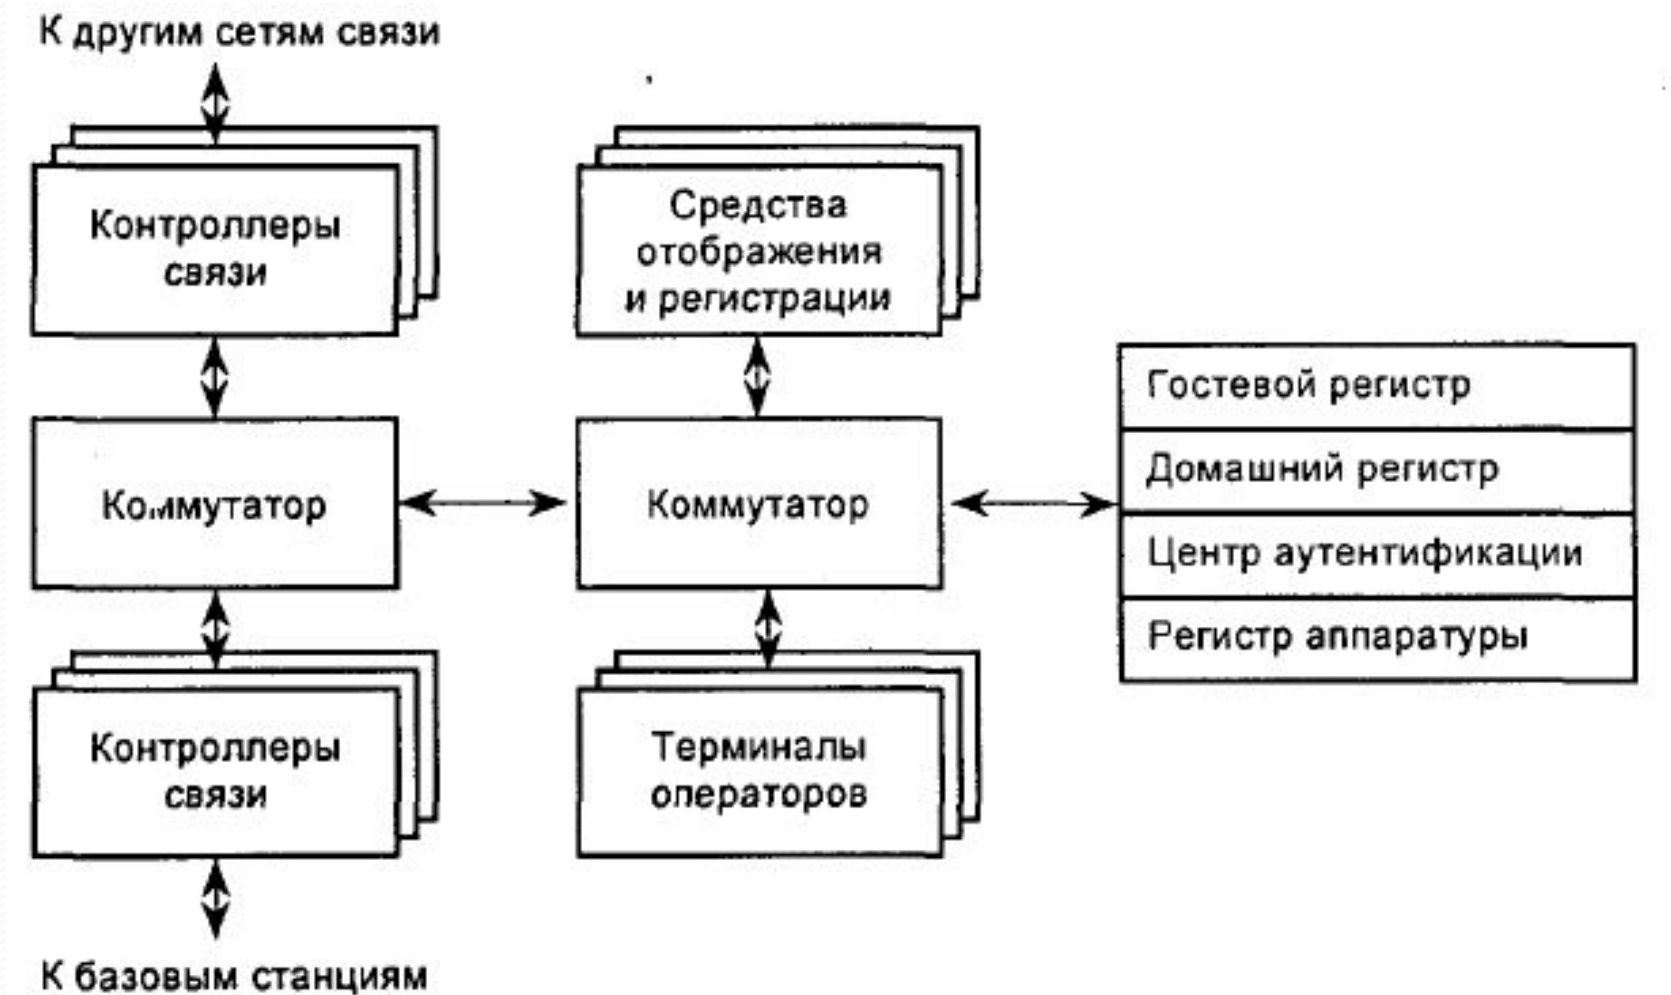 К другим сетям связи
Контроллеры
связи
Средства
отображения
и регистрации
Гостевой регистр
Домашний регистр
Центр аутентификации
Регистр аппаратуры
Коммутатор
Коммутатор
Контроллеры
связи
Терминалы
операторов
К базовым станциям